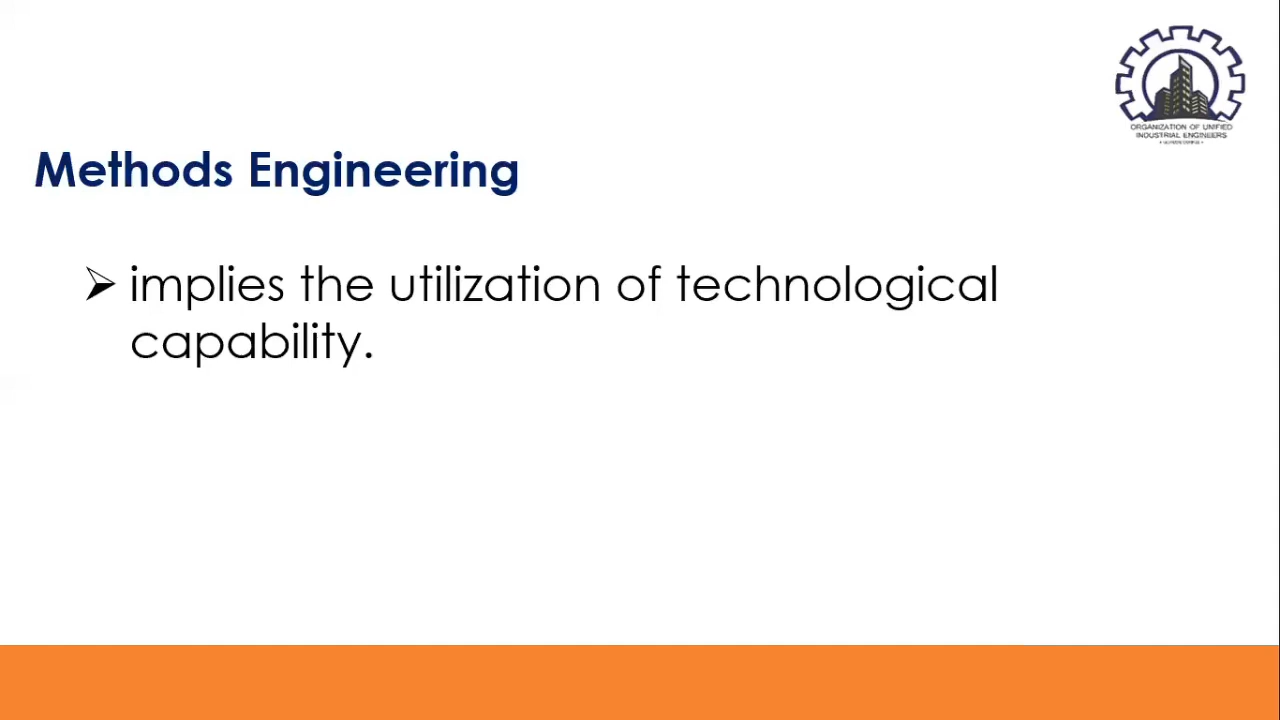 ORGANIZATION OF UNIFIED
INDUSTRIAL ENGINEERS
Methods Engineering
➢ implies the utilization of technological
capability.